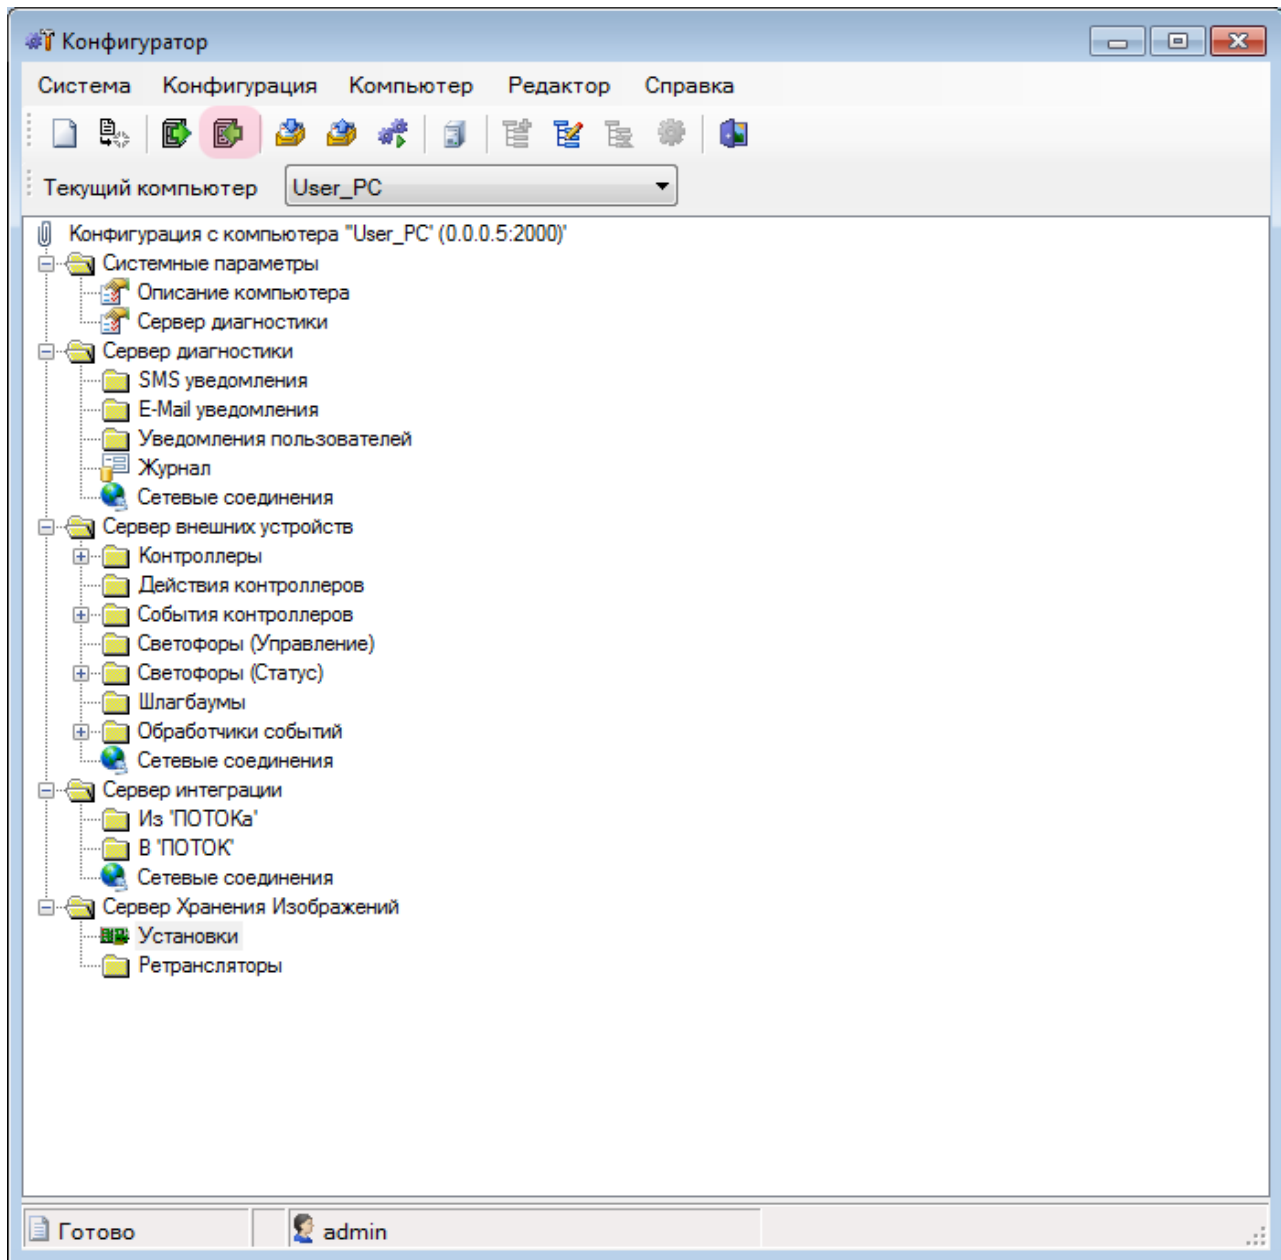 Конфигуратор
Система Конфигурация Компьютер Редактор Справка
Текущий компьютер User_PC
Конфигурация с компьютера "User_PC" (0.0.0.5:2000)'
Системные параметры
Описание компьютера
Сервер диагностики
Сервер диагностики
SMS уведомления
E-Mail уведомления
Уведомления пользователей
Журнал
Сетевые соединения
Сервер внешних устройств
Контроллеры
Действия контроллеров
События контроллеров
Светофоры (Управление)
Светофоры (Статус)
Шлагбаумы
Обработчики событий
Сетевые соединения
Сервер интеграции
Из 'ПОТОКа'
В 'ПОТОК'
Сетевые соединения
Сервер Хранения Изображений
Установки
Ретрансляторы
Готово admin